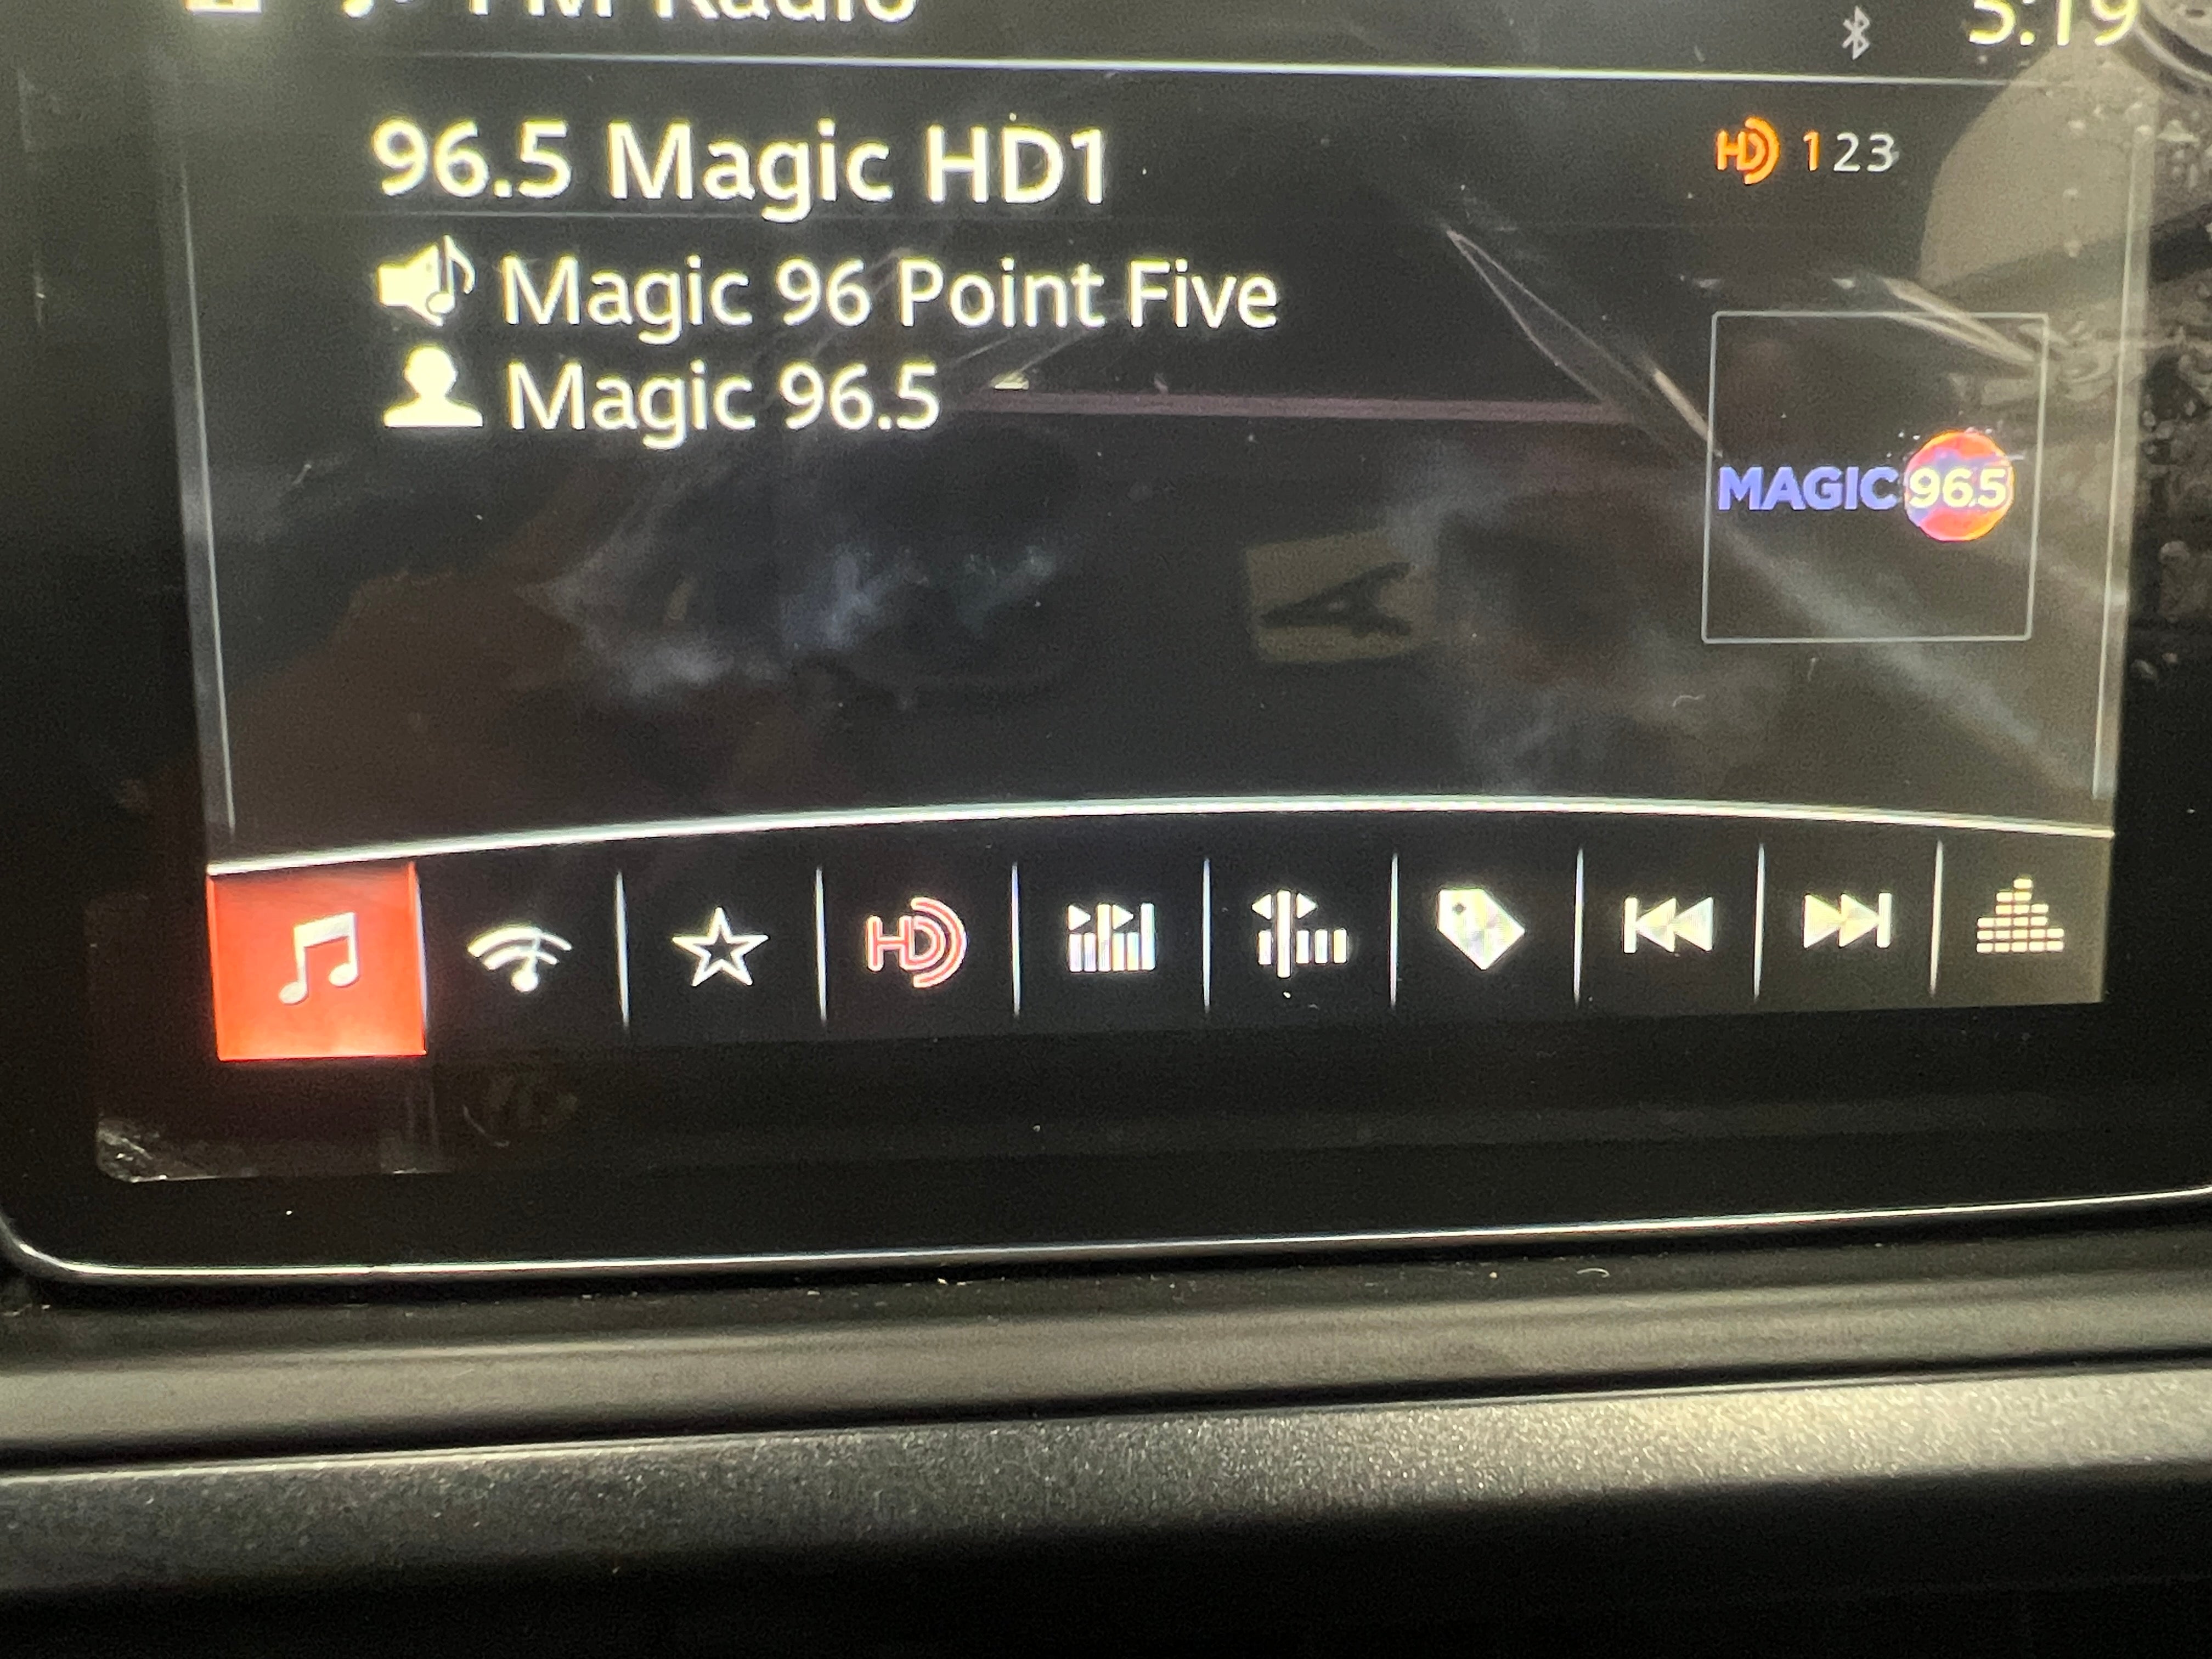 FM Radio
5:19
96.5 Magic HD1
HD 1 2 3
Magic 96 Point Five
Magic 96.5
MAGIC 96.5
HD